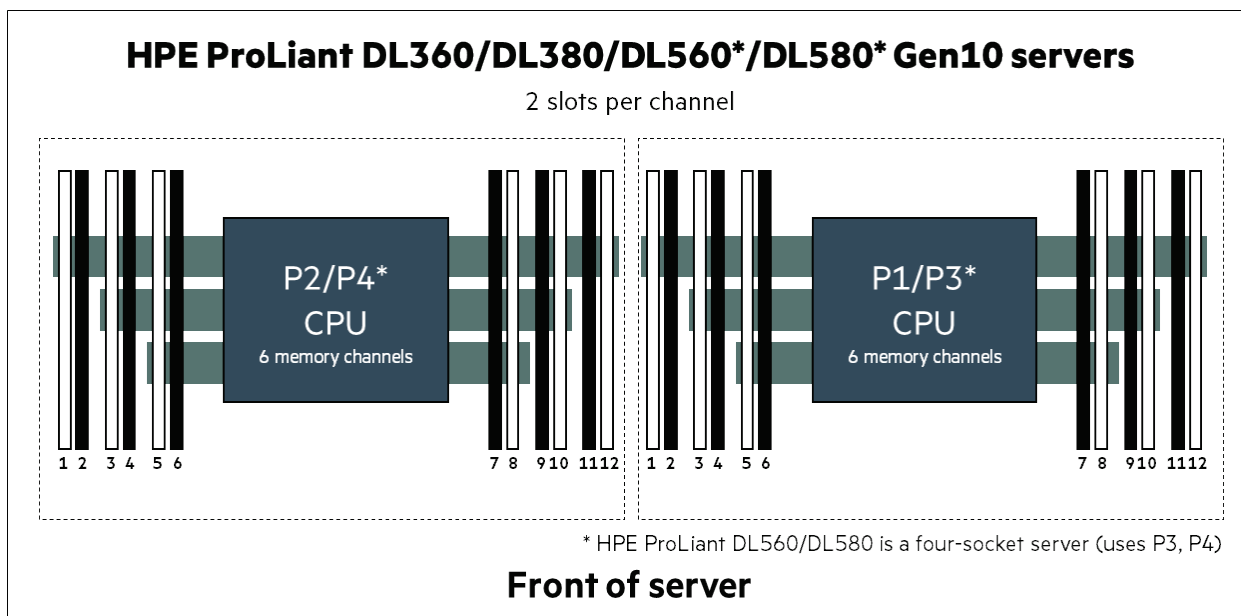 HPE ProLiant DL360/DL380/DL560*/DL580* Gen10 servers
2 slots per channel
P2/P4*
CPU
6 memory channels
1 2 3 4 5 6 7 8 9 10 11 12
P1/P3*
CPU
6 memory channels
1 2 3 4 5 6 7 8 9 10 11 12
* HPE ProLiant DL560/DL580 is a four-socket server (uses P3, P4)
Front of server